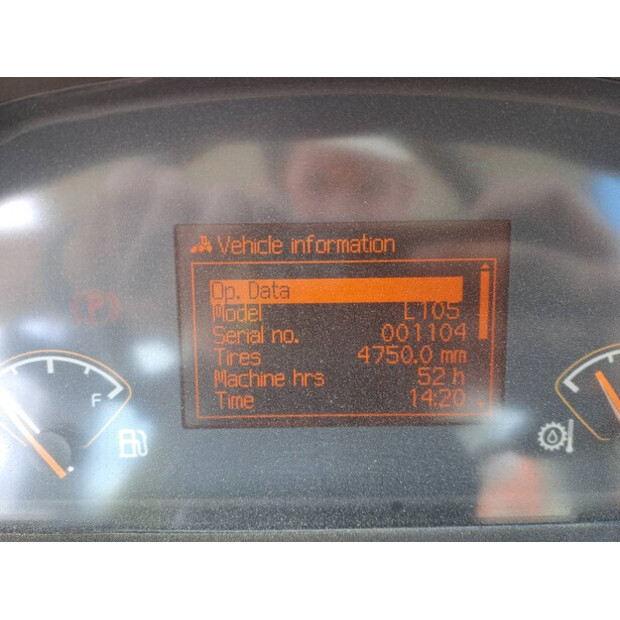 Vehicle information
Op. Data
Model L105
Serial no. 001104
Tires 4750.0 mm
Machine hrs 52 h
Time 14:20
(P)
F